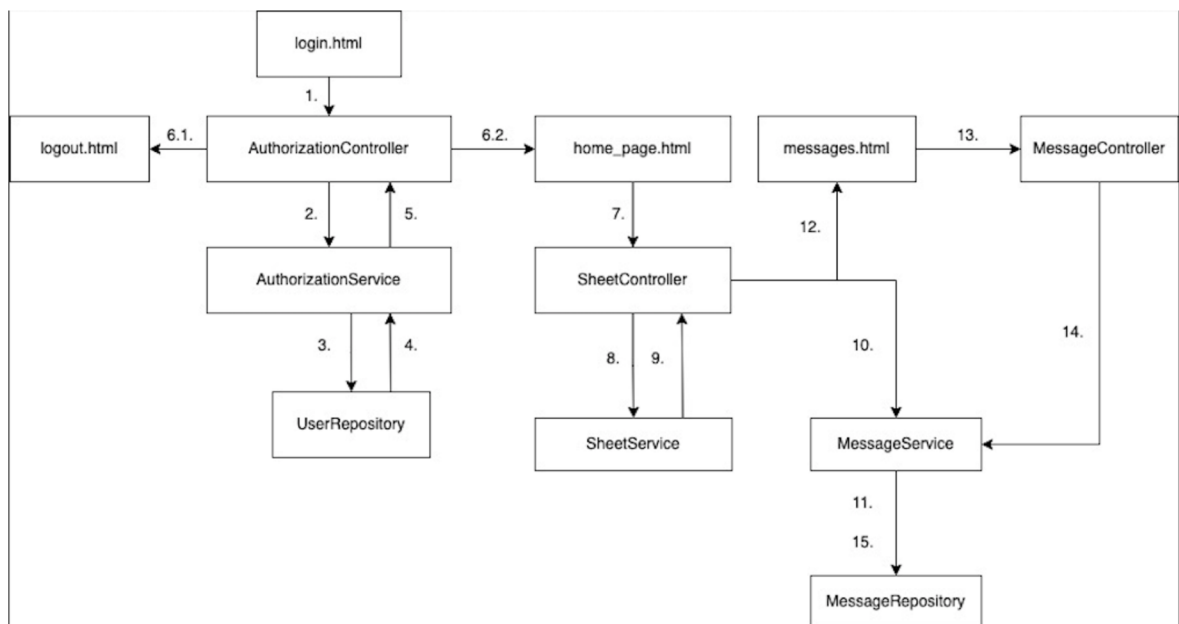 login.html
1.
logout.html
6.1.
AuthorizationController
6.2.
home_page.html
messages.html
13.
MessageController
2.
5.
7.
12.
AuthorizationService
SheetController
3.
4.
8.
9.
10.
14.
UserRepository
SheetService
MessageService
11.
15.
MessageRepository